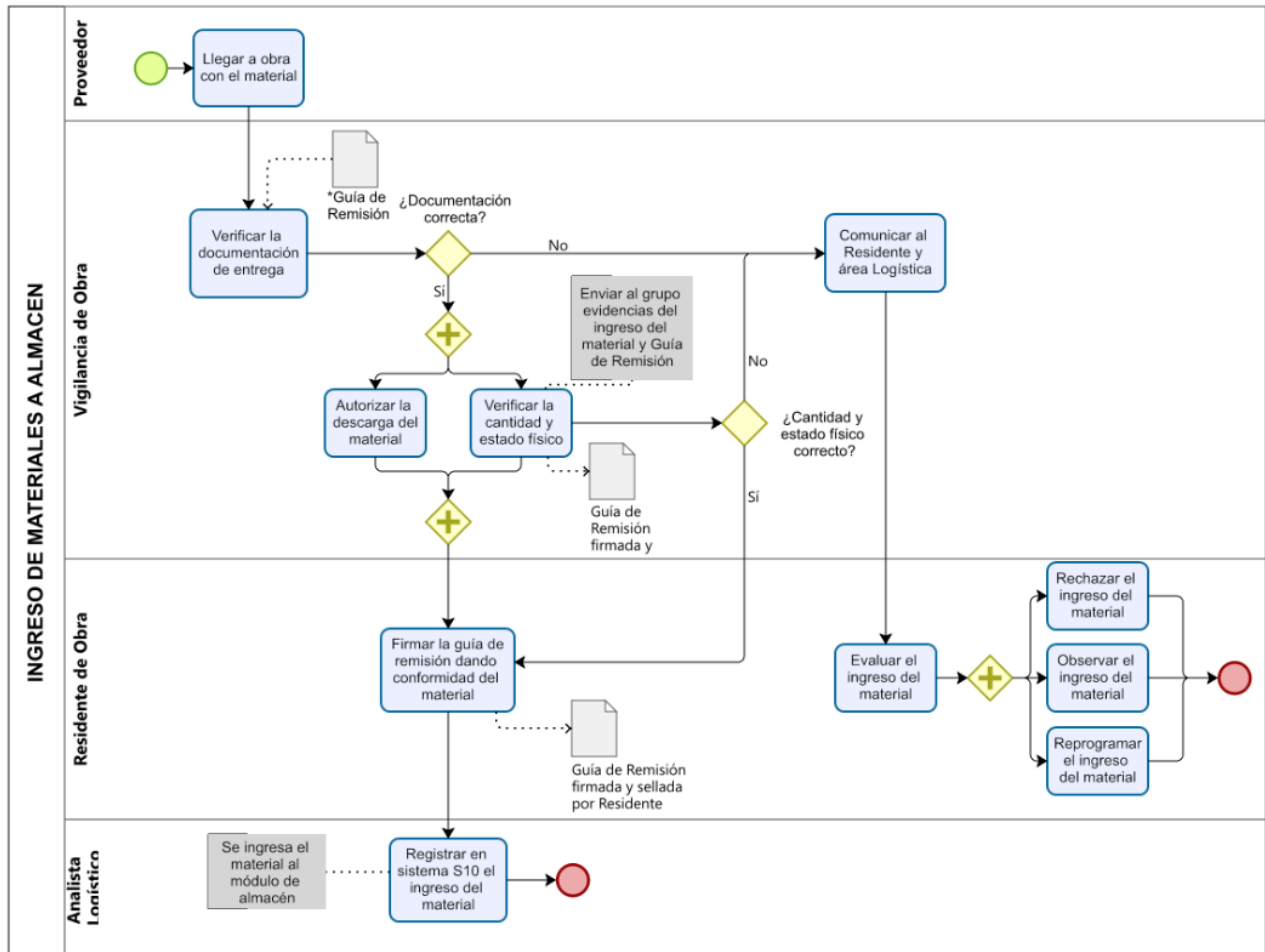 INGRESO DE MATERIALES A ALMACEN
Proveedor
Llegar a obra
con el material
Vigilancia de Obra
*Guía de
Remisión
¿Documentación
correcta?
Verificar la
documentación
de entrega
No
Comunicar al
Residente y
área Logística
Sí
Enviar al grupo
evidencias del
ingreso del
material y Guía
de Remisión
No
Autorizar la
descarga del
material
Verificar la
cantidad y
estado físico
¿Cantidad y
estado físico
correcto?
Sí
Guía de
Remisión
firmada y
Residente de Obra
Rechazar el
ingreso del
material
Firmar la guía de
remisión dando
conformidad del
material
Evaluar el
ingreso del
material
Observar el
ingreso del
material
Reprogramar
el ingreso
del material
Guía de Remisión
firmada y sellada
por Residente
Analista
Logístico
Se ingresa el
material al
módulo de
almacén
Registrar en
sistema S10 el
ingreso del
material